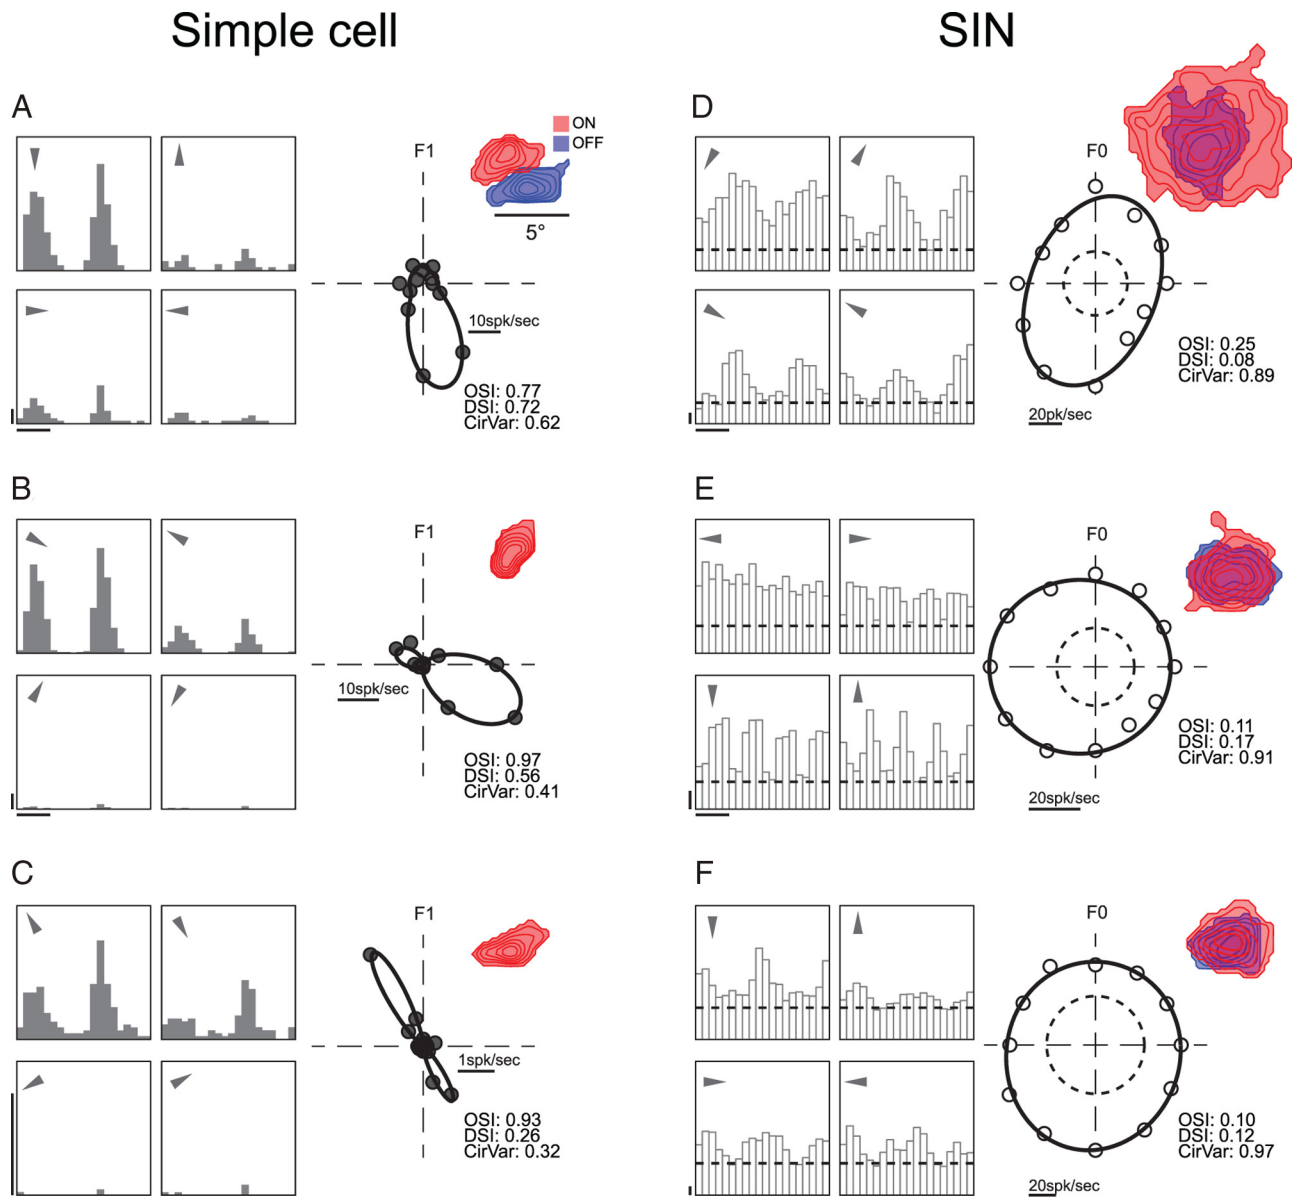 Simple cell
SIN
A
F1
ON
OFF
5°
10spk/sec
OSI: 0.77
DSI: 0.72
CirVar: 0.62
D
F0
OSI: 0.25
DSI: 0.08
CirVar: 0.89
20pk/sec
B
F1
10spk/sec
OSI: 0.97
DSI: 0.56
CirVar: 0.41
E
F0
OSI: 0.11
DSI: 0.17
CirVar: 0.91
20spk/sec
C
F1
1spk/sec
OSI: 0.93
DSI: 0.26
CirVar: 0.32
F
F0
OSI: 0.10
DSI: 0.12
CirVar: 0.97
20spk/sec